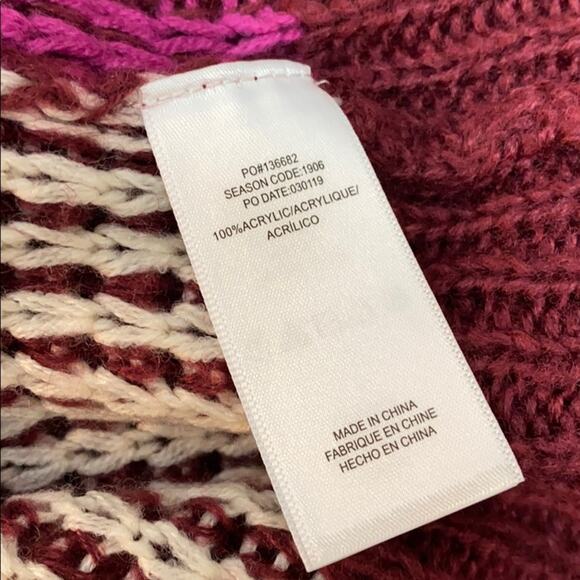 PO#136682
SEASON CODE:1906
PO DATE:030119
100%ACRYLIC/ACRYLIQUE/
ACRÍLICO
MADE IN CHINA
FABRIQUE EN CHINE
HECHO EN CHINA